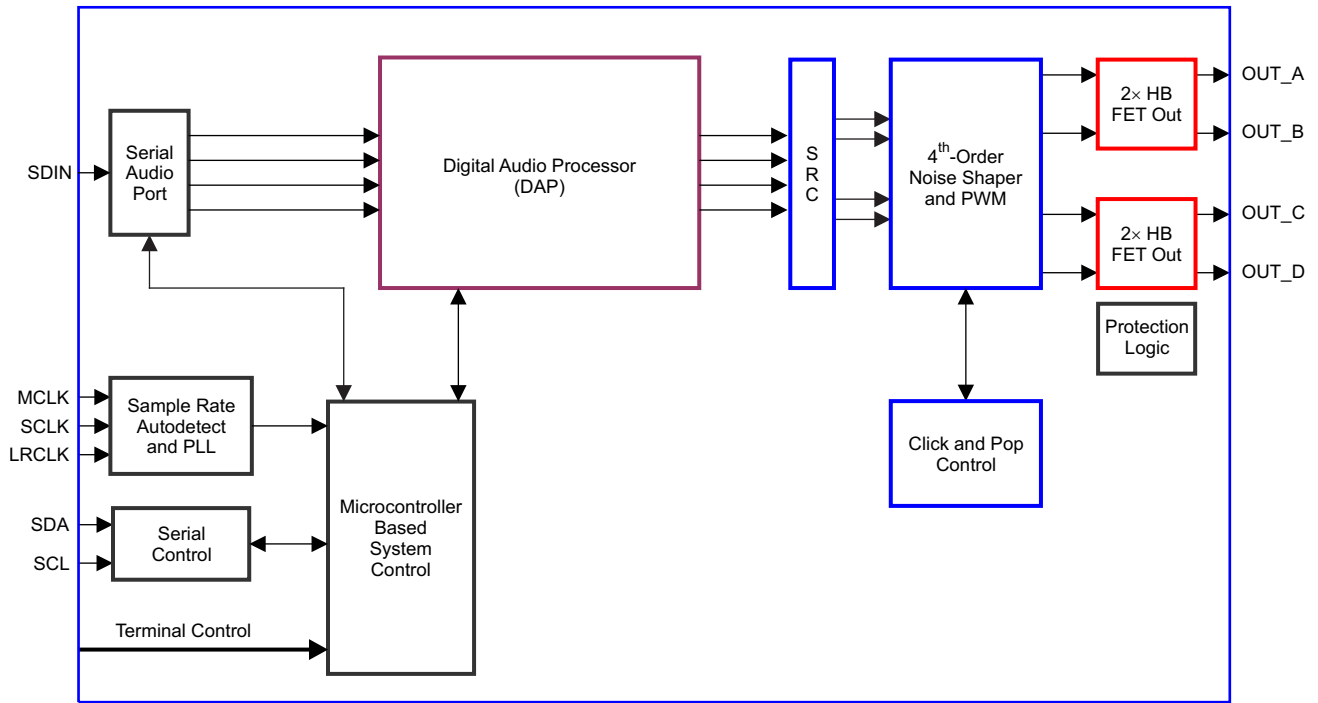 SDIN
Serial
Audio
Port
Digital Audio Processor
(DAP)
S
R
C
4th-Order
Noise Shaper
and PWM
2× HB
FET Out
OUT_A
OUT_B
2× HB
FET Out
OUT_C
OUT_D
Protection
Logic
MCLK
SCLK
LRCLK
Sample Rate
Autodetect
and PLL
SDA
SCL
Serial
Control
Microcontroller
Based
System
Control
Click and Pop
Control
Terminal Control